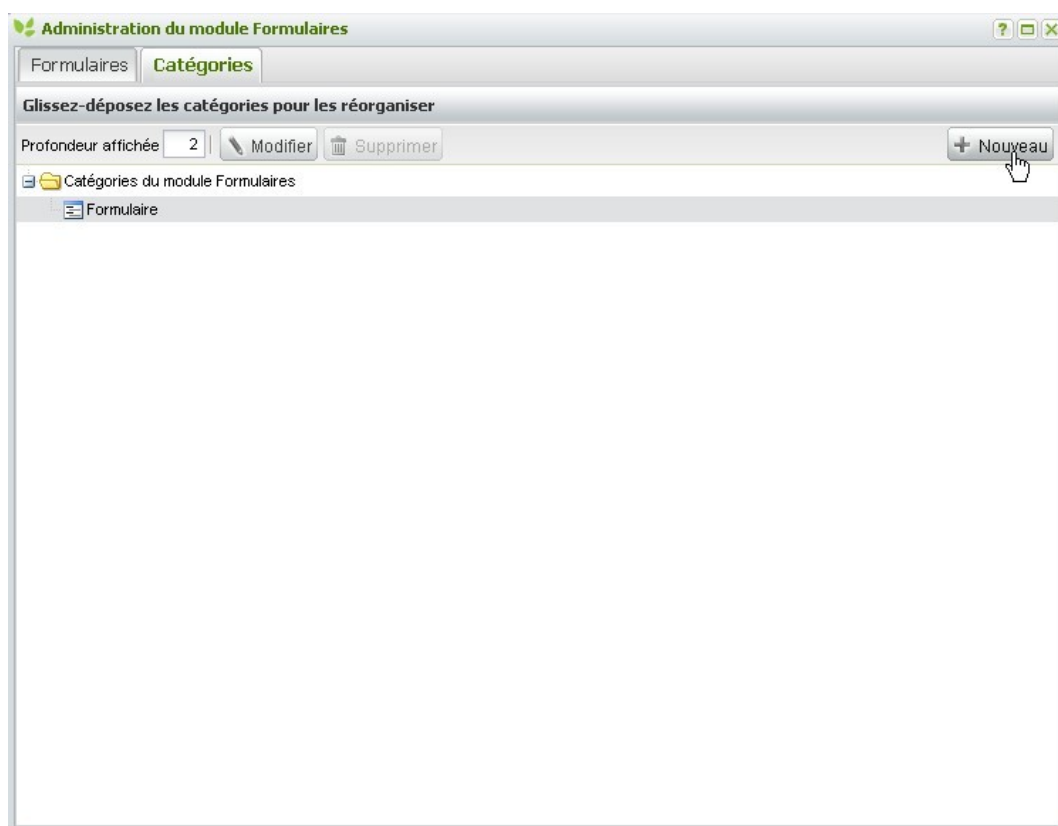 Administration du module Formulaires
Formulaires Catégories
Glissez-déposez les catégories pour les réorganiser
Profondeur affichée 2 Modifier Supprimer Nouveau
Catégories du module Formulaires
Formulaire